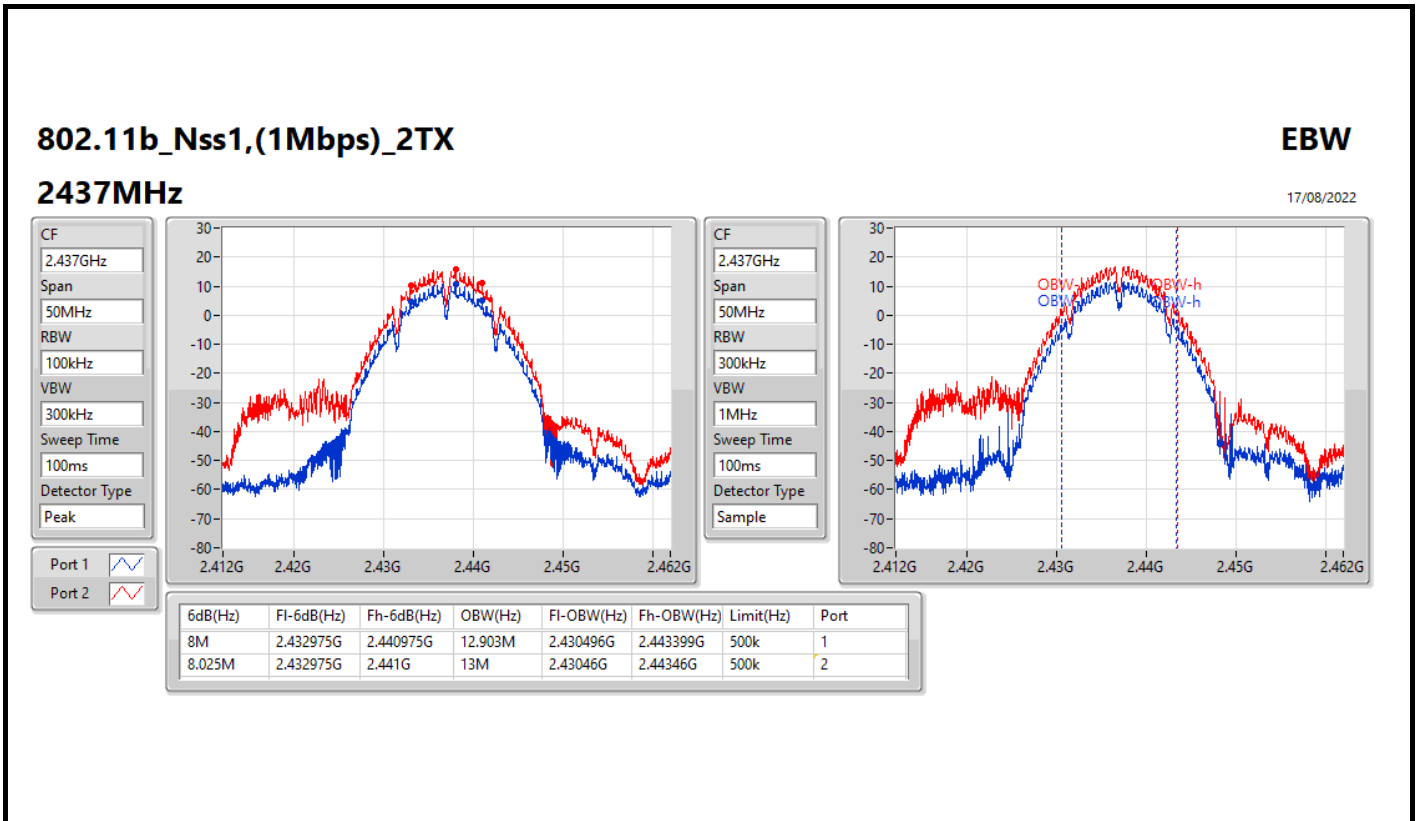 802.11b_Nss1,(1Mbps)_2TX EBW
2437MHz 17/08/2022
CF
2.437GHz
Span
50MHz
RBW
100kHz
VBW
300kHz
Sweep Time
100ms
Detector Type
Peak
Port 1
Port 2
30
20
10
0
-10
-20
-30
-40
-50
-60
-70
-80
2.412G 2.42G 2.43G 2.44G 2.45G 2.462G
CF
2.437GHz
Span
50MHz
RBW
300kHz
VBW
1MHz
Sweep Time
100ms
Detector Type
Sample
30
20
10
0
-10
-20
-30
-40
-50
-60
-70
-80
OBW-h
OBW-h
2.412G 2.42G 2.43G 2.44G 2.45G 2.462G
6dB(Hz) Fl-6dB(Hz) Fh-6dB(Hz) OBW(Hz) Fl-OBW(Hz) Fh-OBW(Hz) Limit(Hz) Port
8M 2.432975G 2.440975G 12.903M 2.430496G 2.443399G 500k 1
8.025M 2.432975G 2.441G 13M 2.43046G 2.44346G 500k 2